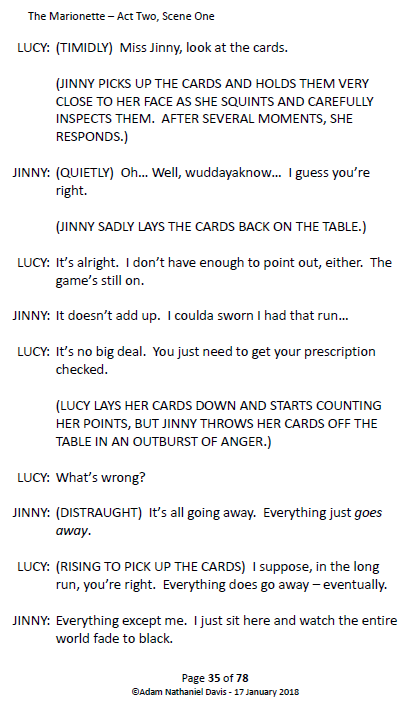 The Marionette – Act Two, Scene One
LUCY: (TIMIDLY)  Miss Jinny, look at the cards.
(JINNY PICKS UP THE CARDS AND HOLDS THEM VERY
CLOSE TO HER FACE AS SHE SQUINTS AND CAREFULLY
INSPECTS THEM.  AFTER SEVERAL MOMENTS, SHE
RESPONDS.)
JINNY: (QUIETLY)  Oh... Well, wuddayaknow...  I guess you're
right.
(JINNY SADLY LAYS THE CARDS BACK ON THE TABLE.)
LUCY: It's alright.  I don't have enough to point out, either.  The
game's still on.
JINNY: It doesn't add up.  I coulda sworn I had that run...
LUCY: It's no big deal.  You just need to get your prescription
checked.
(LUCY LAYS HER CARDS DOWN AND STARTS COUNTING
HER POINTS, BUT JINNY THROWS HER CARDS OFF THE
TABLE IN AN OUTBURST OF ANGER.)
LUCY: What's wrong?
JINNY: (DISTRAUGHT)  It's all going away.  Everything just goes
away.
LUCY: (RISING TO PICK UP THE CARDS)  I suppose, in the long
run, you're right.  Everything does go away – eventually.
JINNY: Everything except me.  I just sit here and watch the entire
world fade to black.
Page 35 of 78
©Adam Nathaniel Davis - 17 January 2018